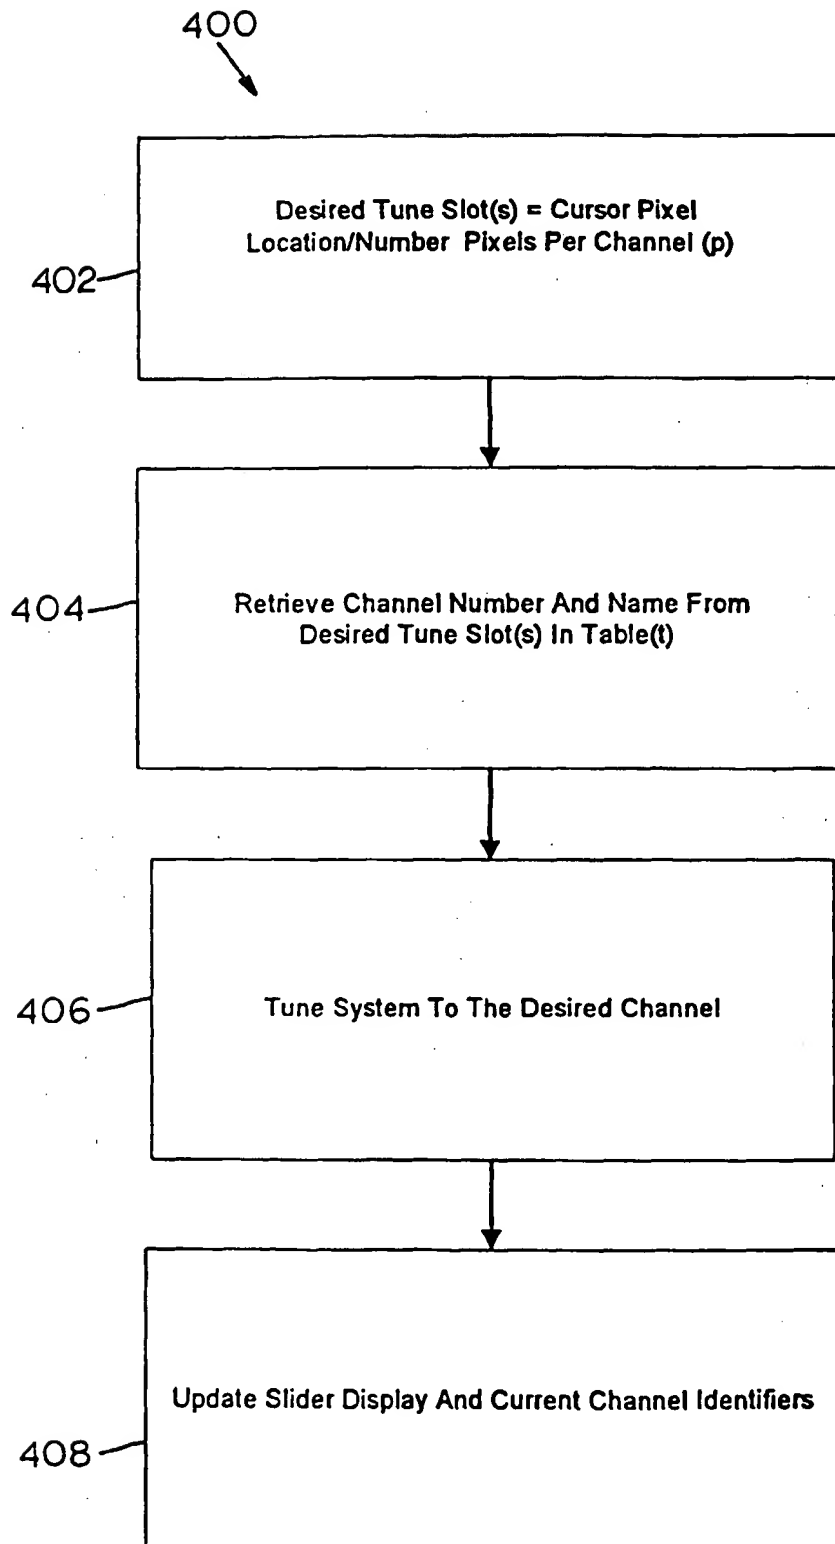 400
Desired Tune Slot(s) = Cursor Pixel
Location/Number Pixels Per Channel (p)
402
404
Retrieve Channel Number And Name From
Desired Tune Slot(s) In Table(t)
406
Tune System To The Desired Channel
Update Slider Display And Current Channel Identifiers
408